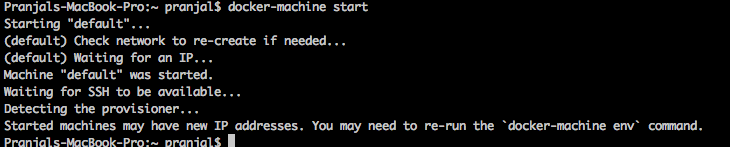 Pranjals-MacBook-Pro:~ pranjal$ docker-machine start
Starting "default"...
(default) Check network to re-create if needed...
(default) Waiting for an IP...
Machine "default" was started.
Waiting for SSH to be available...
Detecting the provisioner...
Started machines may have new IP addresses. You may need to re-run the `docker-machine env` command.
Pranjals-MacBook-Pro:~ pranjal$